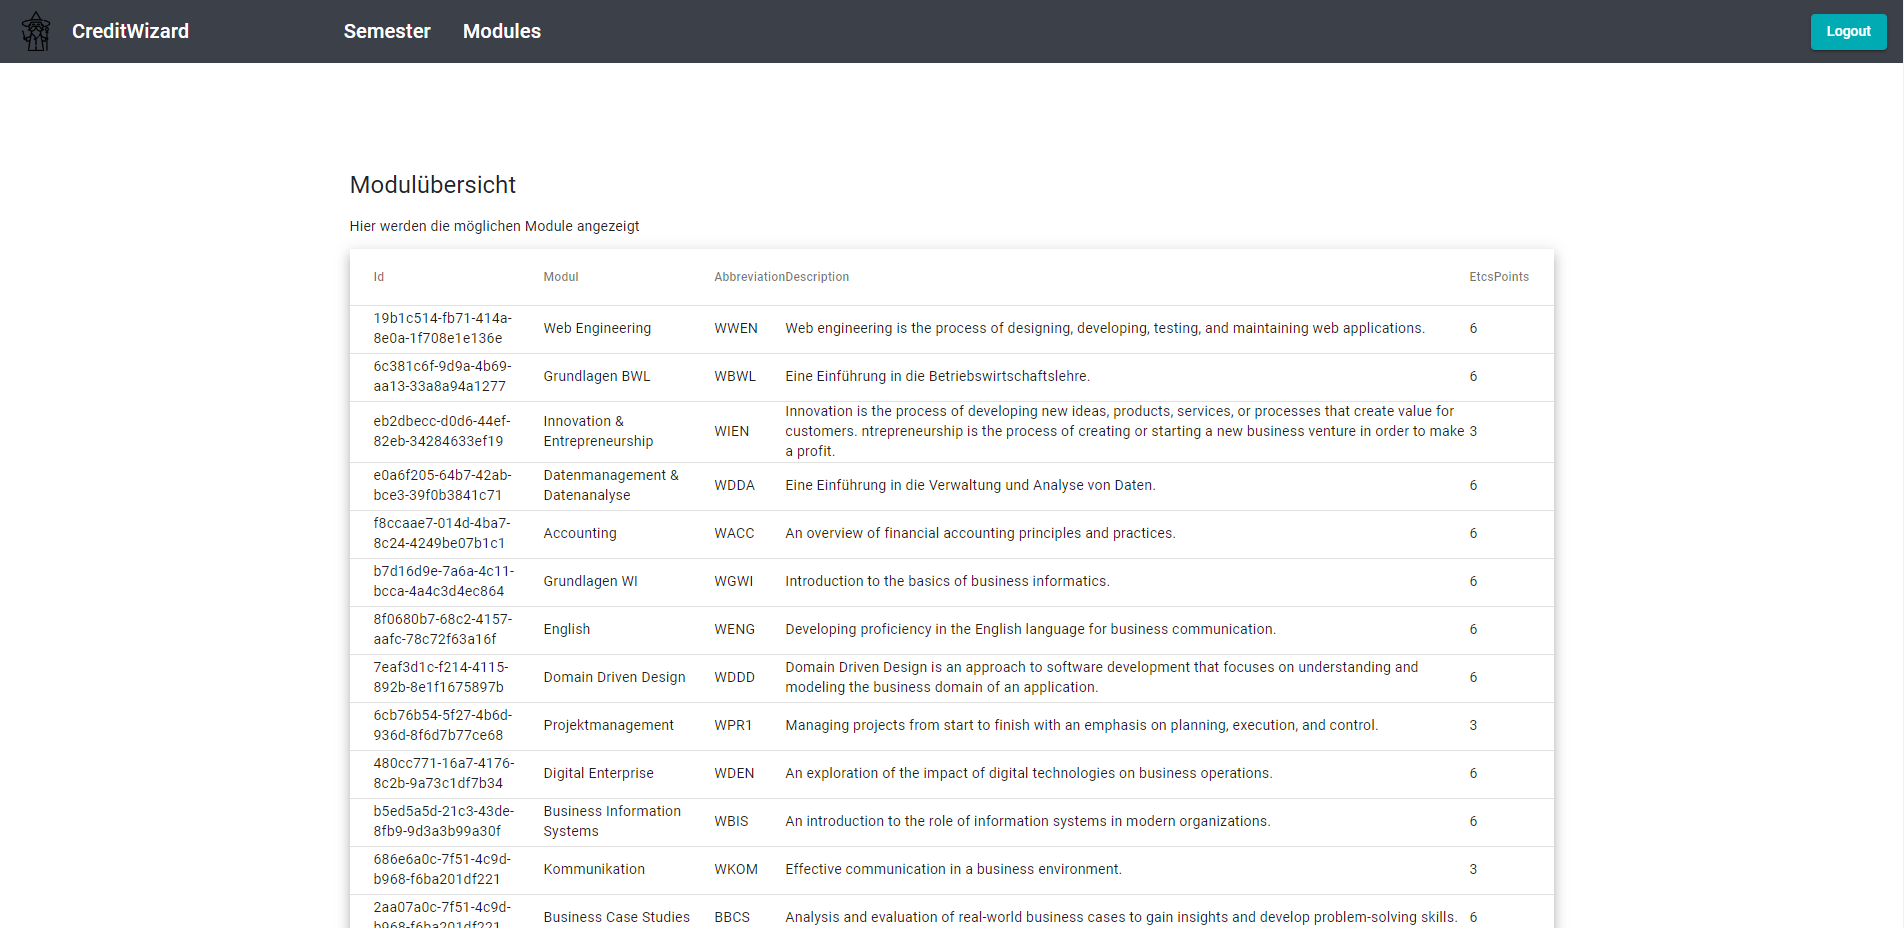 CreditWizard Semester Modules Logout
Modulübersicht
Hier werden die möglichen Module angezeigt
Id Modul AbbreviationDescription EtcsPoints
19b1c514-fb71-414a-
8e0a-1f708e1e136e
Web Engineering WWEN Web engineering is the process of designing, developing, testing, and maintaining web applications. 6
6c381c6f-9d9a-4b69-
aa13-33a8a94a1277
Grundlagen BWL WBWL Eine Einführung in die Betriebswirtschaftslehre. 6
eb2dbecc-d0d6-44ef-
82eb-34284633ef19
Innovation &
Entrepreneurship
WIEN
Innovation is the process of developing new ideas, products, services, or processes that create value for
customers. ntrepreneurship is the process of creating or starting a new business venture in order to make
a profit.
3
e0a6f205-64b7-42ab-
bce3-39f0b3841c71
Datenmanagement &
Datenanalyse
WDDA Eine Einführung in die Verwaltung und Analyse von Daten. 6
f8ccaae7-014d-4ba7-
8c24-4249be07b1c1
Accounting WACC An overview of financial accounting principles and practices. 6
b7d16d9e-7a6a-4c11-
bcca-4a4c3d4ec864
Grundlagen WI WGWI Introduction to the basics of business informatics. 6
8f0680b7-68c2-4157-
aafc-78c72f63a16f
English WENG Developing proficiency in the English language for business communication. 6
7eaf3d1c-f214-4115-
892b-8e1f1675897b
Domain Driven Design WDDD
Domain Driven Design is an approach to software development that focuses on understanding and
modeling the business domain of an application.
6
6cb76b54-5f27-4b6d-
936d-8f6d7b77ce68
Projektmanagement WPR1 Managing projects from start to finish with an emphasis on planning, execution, and control. 3
480cc771-16a7-4176-
8c2b-9a73c1df7b34
Digital Enterprise WDEN An exploration of the impact of digital technologies on business operations. 6
b5ed5a5d-21c3-43de-
8fb9-9d3a3b99a30f
Business Information
Systems
WBIS An introduction to the role of information systems in modern organizations. 6
686e6a0c-7f51-4c9d-
b968-f6ba201df221
Kommunikation WKOM Effective communication in a business environment. 3
2aa07a0c-7f51-4c9d-
b968-f6ba201df221
Business Case Studies BBCS Analysis and evaluation of real-world business cases to gain insights and develop problem-solving skills. 6